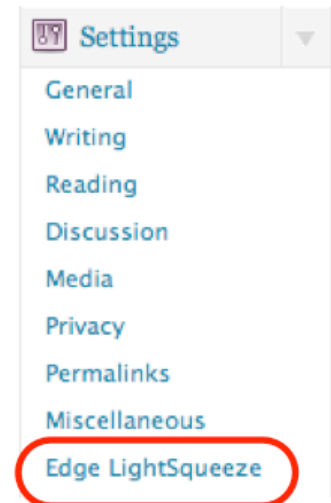 Settings
General
Writing
Reading
Discussion
Media
Privacy
Permalinks
Miscellaneous
Edge LightSqueeze